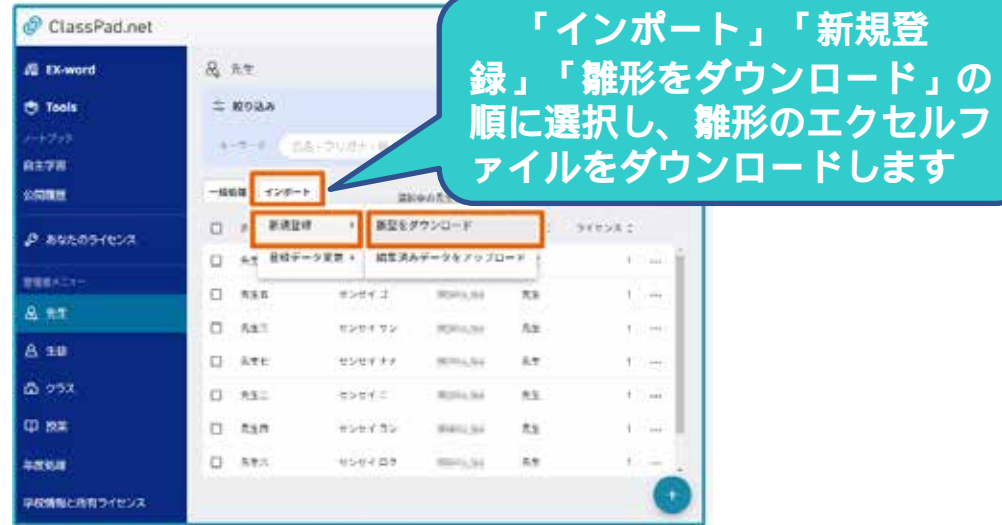 ClassPad.net
「インポート」「新規登
録」「雛形をダウンロード」の
順に選択し、雛形のエクセルフ
ァイルをダウンロードします
EX-word
先生
Tools
絞り込み
ノートブック
キーワード
自主学習
公開履歴
インポート
新規登録
雛型をダウンロード
ライセンス
あなたのライセンス
登録データ変更
編集済みデータをアップロード
1
管理者メニュー
先生五 センセイ ゴ 先生 1
先生
先生三 センセイ サン 先生 1
生徒
先生七 センセイ ナナ 先生 1
クラス
先生二 センセイ ニ 先生 1
授業
先生四 センセイ ヨン 先生 1
年度処理
先生六 センセイ ロク 先生 1
学校情報と所有ライセンス